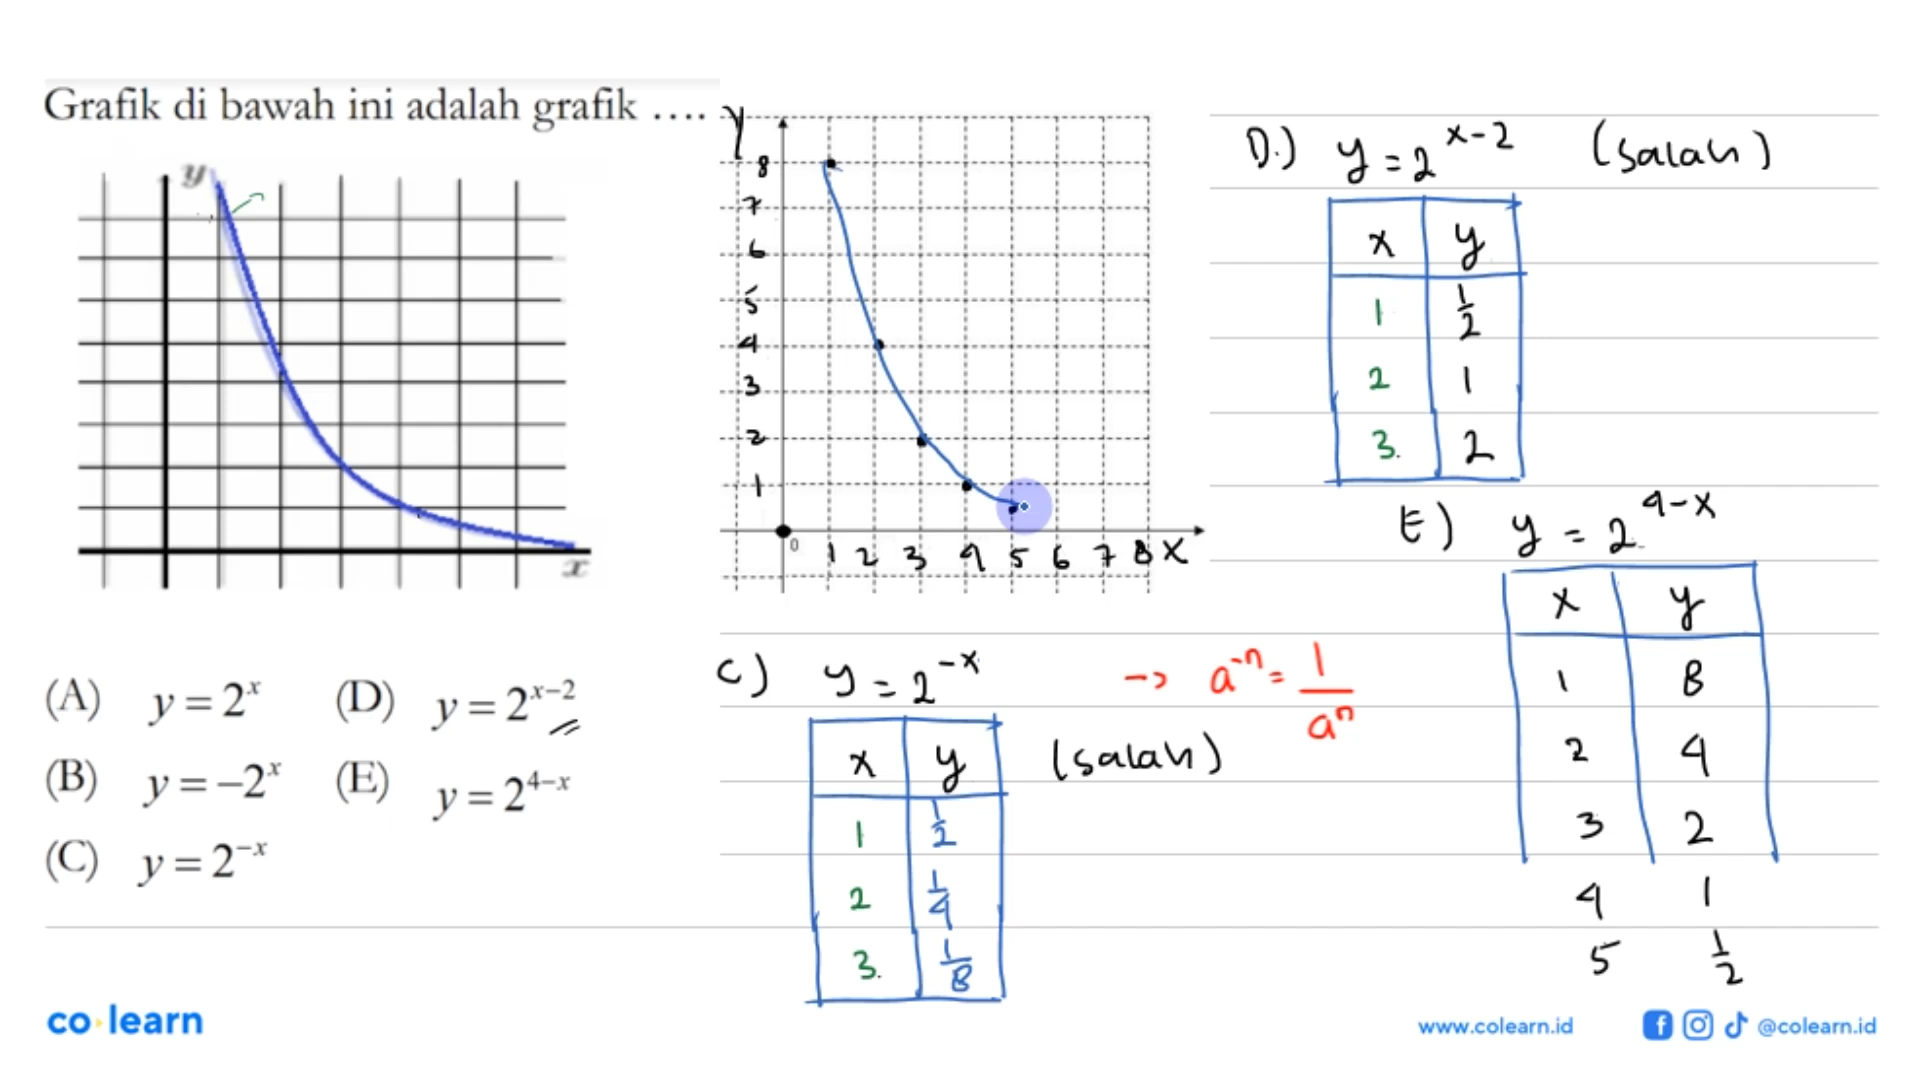 Grafik di bawah ini adalah grafik ....
y
x
(A) y = 2^x (D) y = 2^{x-2}
(B) y = -2^x (E) y = 2^{4-x}
(C) y = 2^{-x}
Y
8
7
6
5
4
3
2
1
0 1 2 3 4 5 6 7 8 X
C) y = 2^{-x} -> a^{-n} = 1/a^n
(salah)
x y
1 1/2
2 1/4
3. 1/8
D.) y = 2^{x-2} (salah)
x y
1 1/2
2 1
3. 2
E) y = 2^{4-x}
x y
1 8
2 4
3 2
4 1
5 1/2
co learn
www.colearn.id @colearn.id